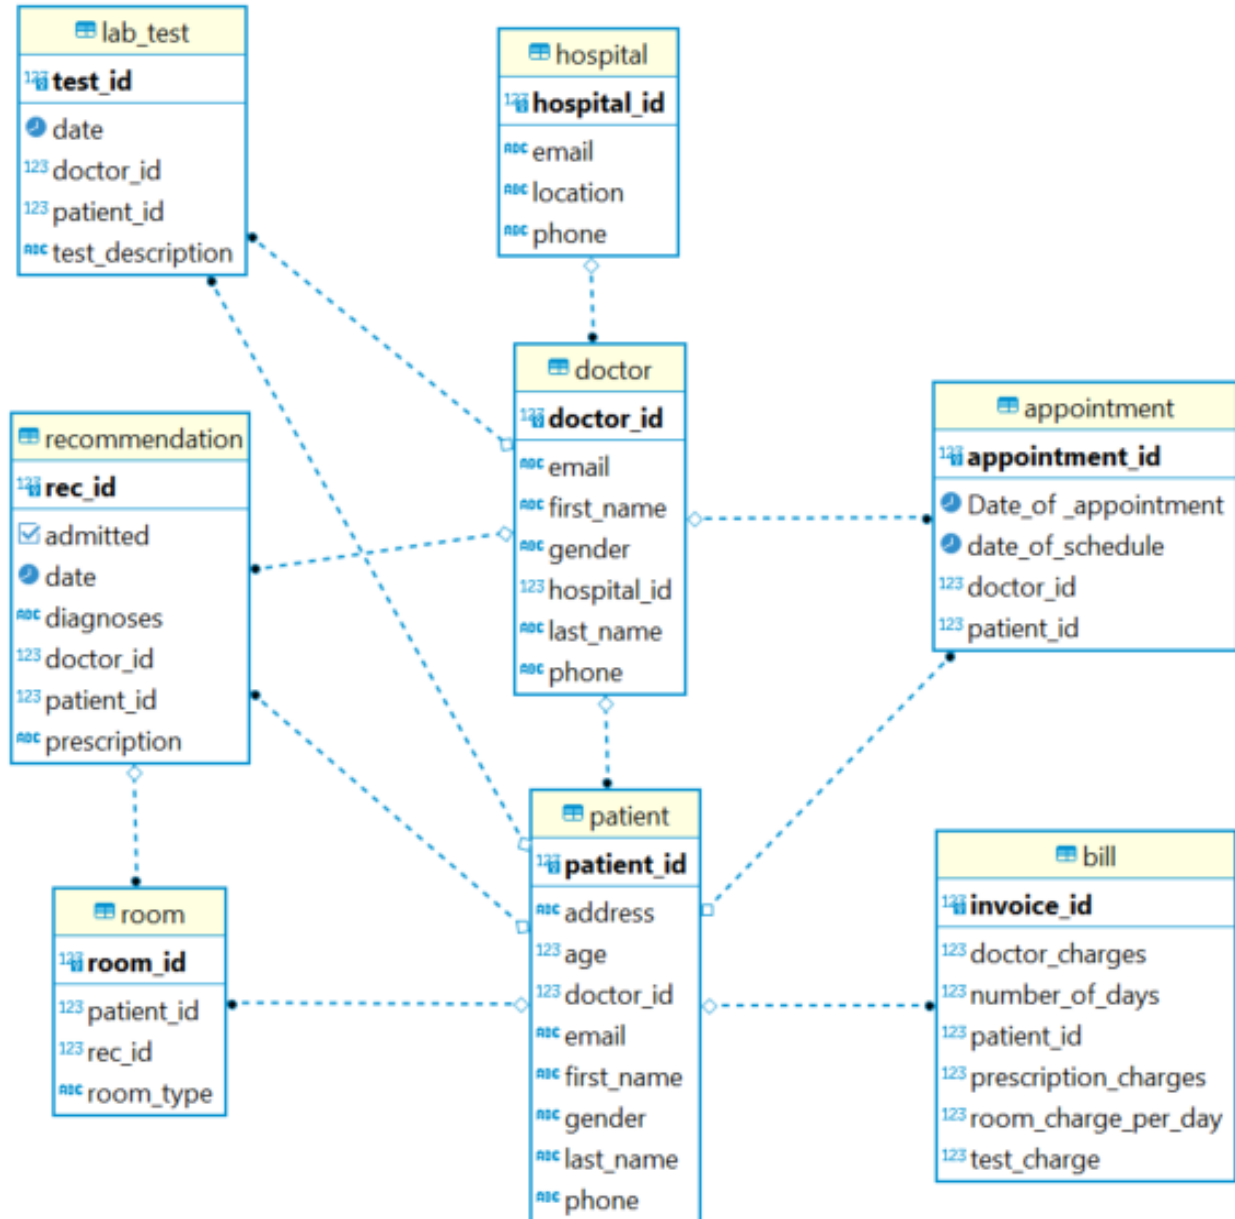 lab_test
test_id
date
doctor_id
patient_id
test_description
hospital
hospital_id
email
location
phone
doctor
doctor_id
email
first_name
gender
hospital_id
last_name
phone
appointment
appointment_id
Date_of _appointment
date_of_schedule
doctor_id
patient_id
recommendation
rec_id
admitted
date
diagnoses
doctor_id
patient_id
prescription
room
room_id
patient_id
rec_id
room_type
patient
patient_id
address
age
doctor_id
email
first_name
gender
last_name
phone
bill
invoice_id
doctor_charges
number_of_days
patient_id
prescription_charges
room_charge_per_day
test_charge